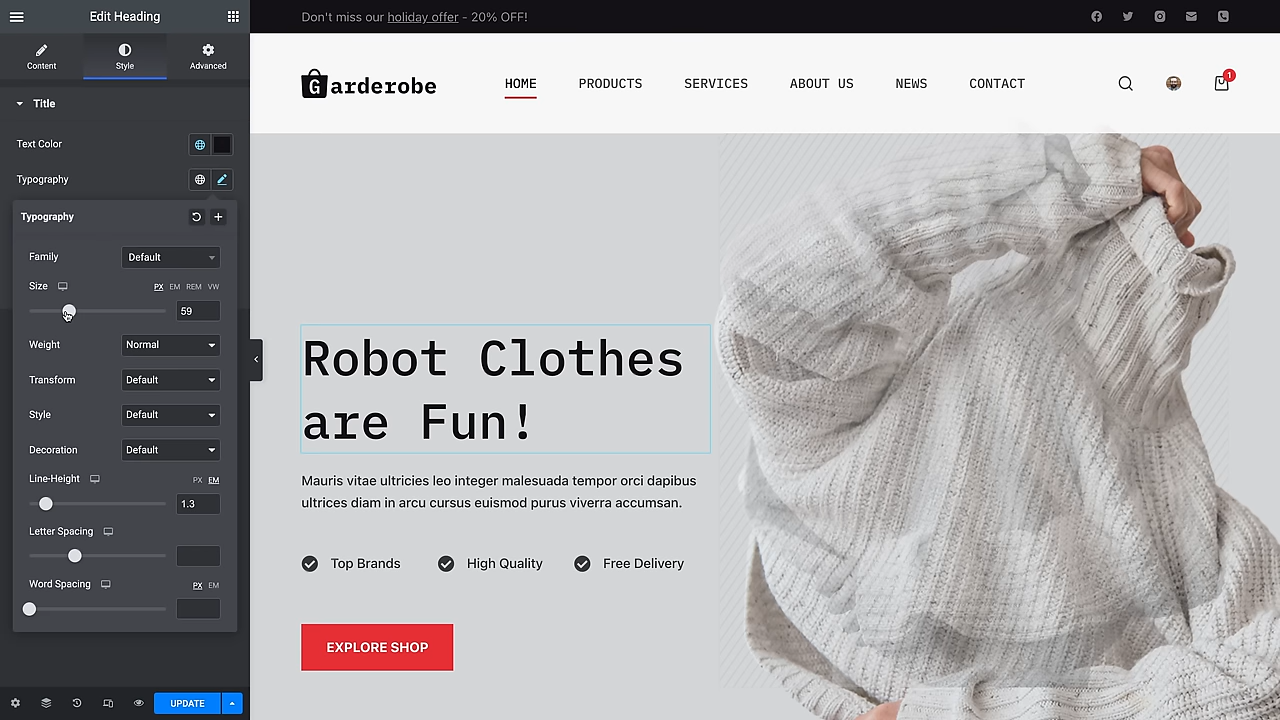 Edit Heading
Content
Style
Advanced
Title
Text Color
Typography
Typography
Family
Default
Size
PX EM REM VW
59
Weight
Normal
Transform
Default
Style
Default
Decoration
Default
Line-Height
PX EM
1.3
Letter Spacing
Word Spacing
PX EM
UPDATE
Don't miss our holiday offer - 20% OFF!
Garderobe
HOME
PRODUCTS
SERVICES
ABOUT US
NEWS
CONTACT
1
Robot Clothes
are Fun!
Mauris vitae ultricies leo integer malesuada tempor orci dapibus
ultrices diam in arcu cursus euismod purus viverra accumsan.
Top Brands
High Quality
Free Delivery
EXPLORE SHOP